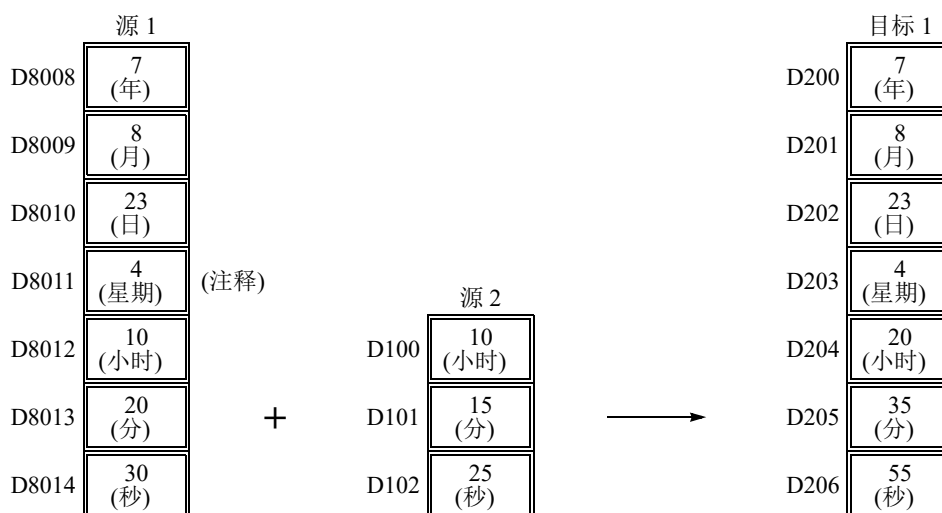 源 1
D8008
7
(年)
D8009
8
(月)
D8010
23
(日)
D8011
4
(星期)
(注释)
D8012
10
(小时)
D8013
20
(分)
D8014
30
(秒)
+
源 2
D100
10
(小时)
D101
15
(分)
D102
25
(秒)
目标 1
D200
7
(年)
D201
8
(月)
D202
23
(日)
D203
4
(星期)
D204
20
(小时)
D205
35
(分)
D206
55
(秒)